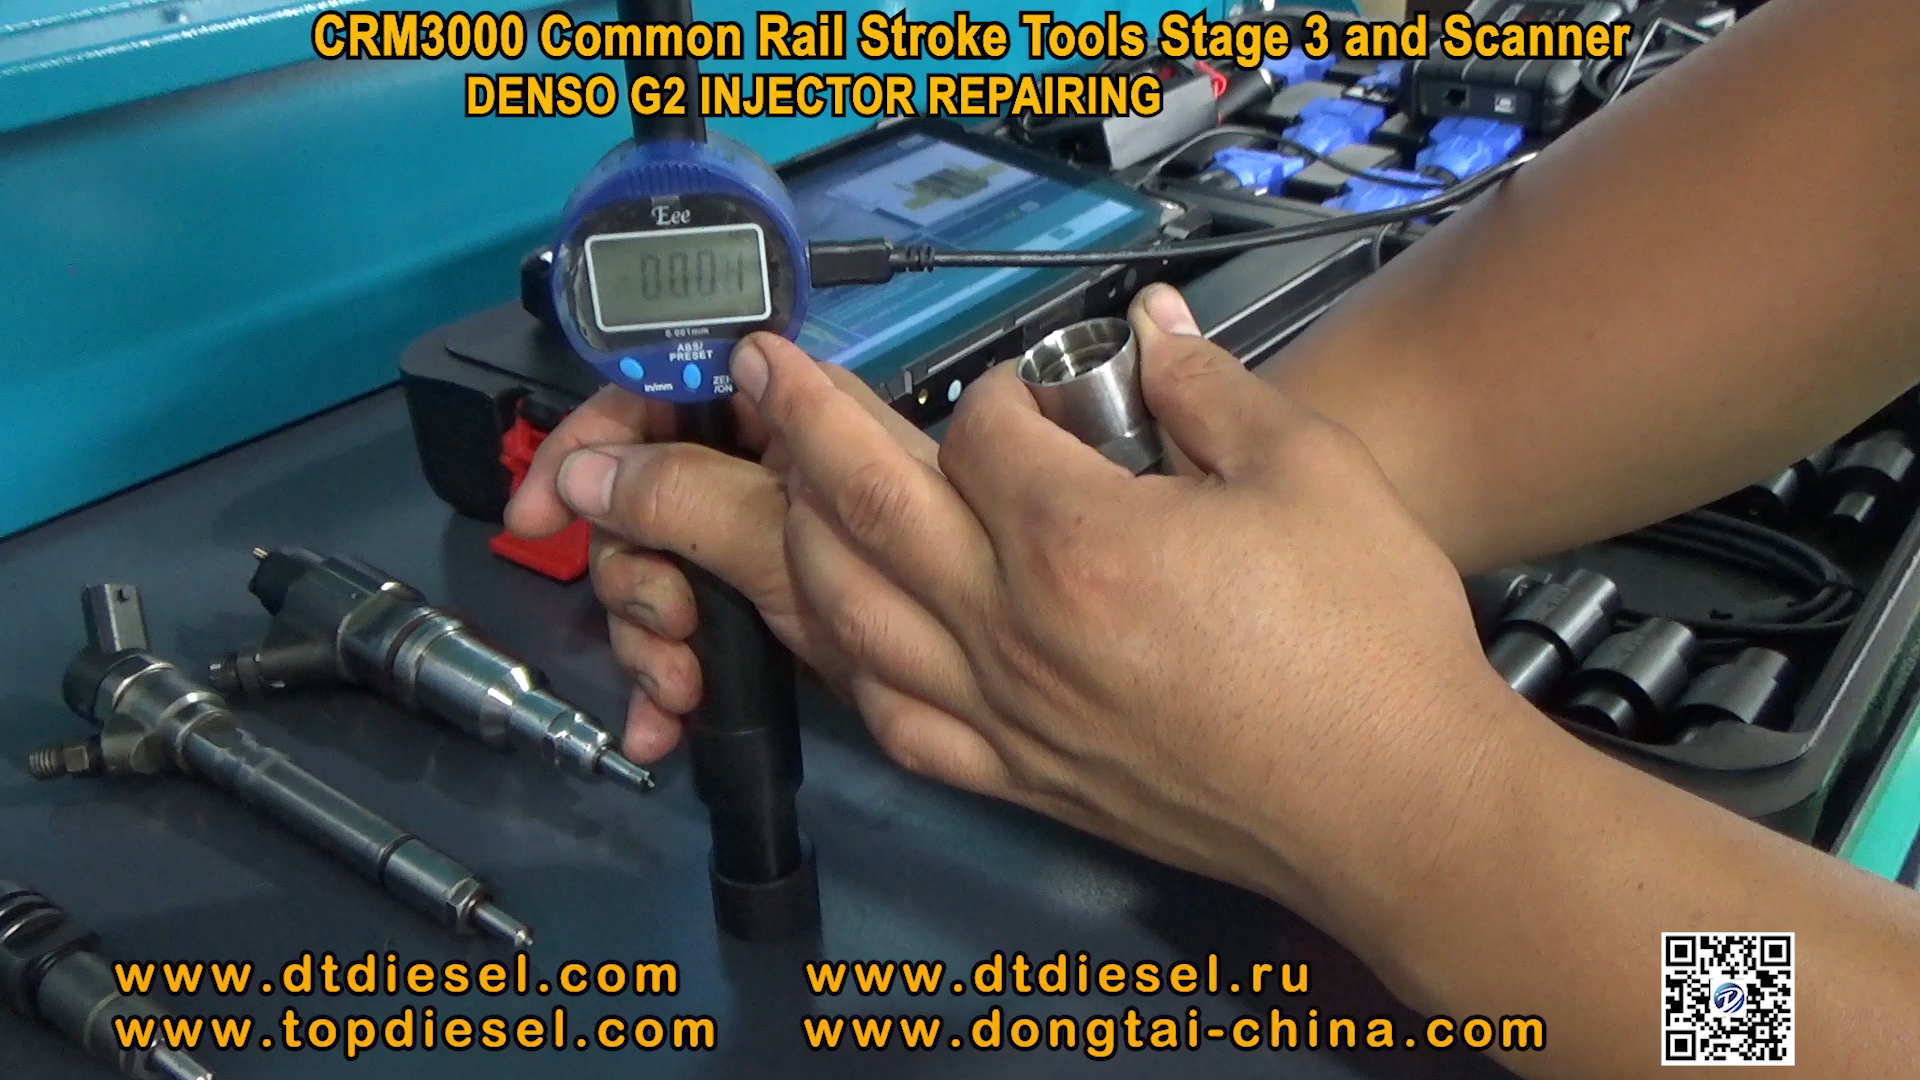 CRM3000 Common Rail Stroke Tools Stage 3 and Scanner
DENSO G2 INJECTOR REPAIRING
Eee
0.001mm
ABS/
PRESET
in/mm
www.dtdiesel.com
www.dtdiesel.ru
www.topdiesel.com
www.dongtai-china.com